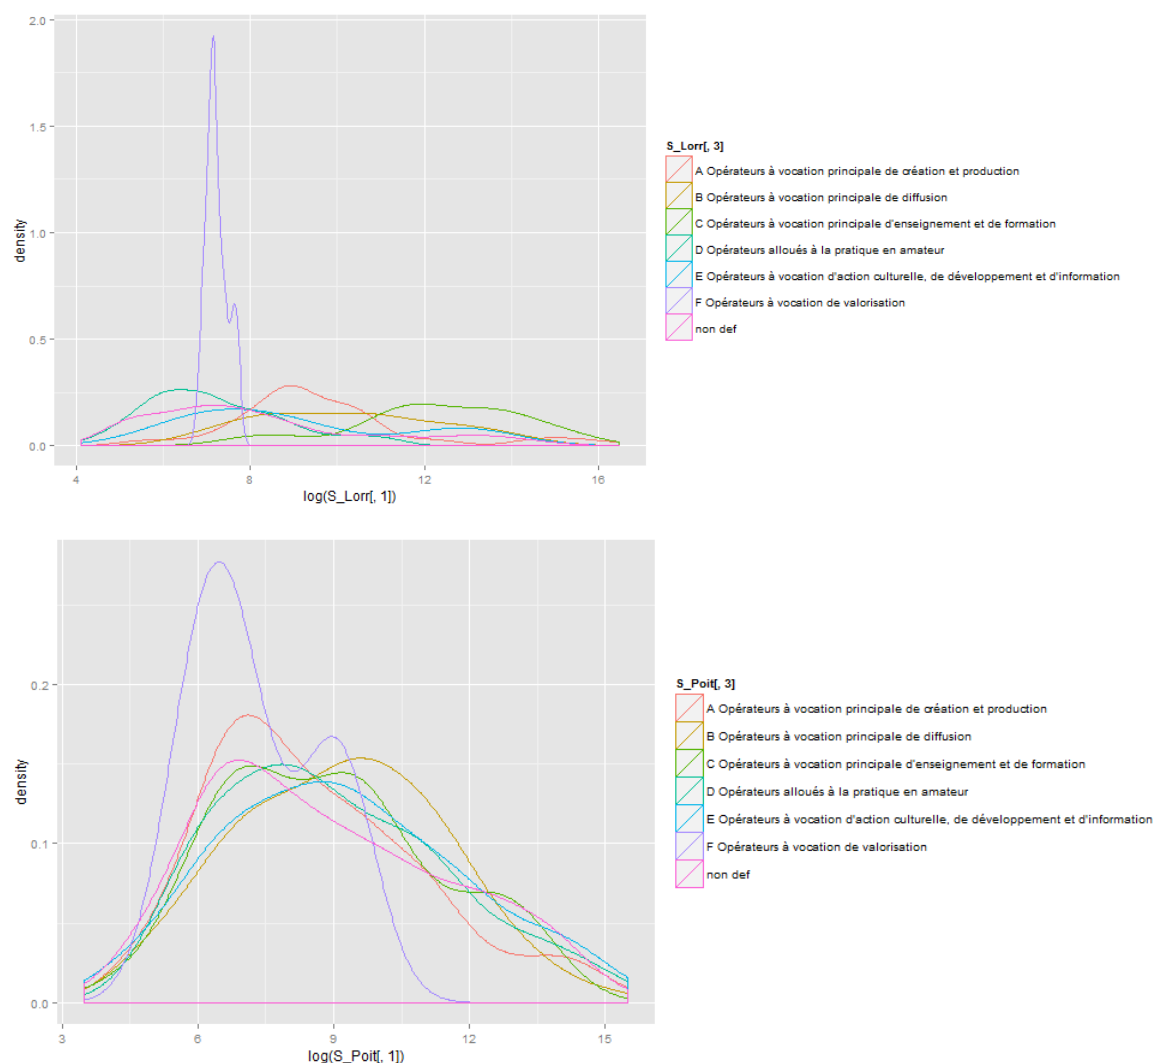 2.0
1.5
1.0
0.5
0.0
density
4
8
12
16
log(S_Lorr[, 1])
S_Lorr[, 3]
A Opérateurs à vocation principale de création et production
B Opérateurs à vocation principale de diffusion
C Opérateurs à vocation principale d'enseignement et de formation
D Opérateurs alloués à la pratique en amateur
E Opérateurs à vocation d'action culturelle, de développement et d'information
F Opérateurs à vocation de valorisation
non def
0.2
0.1
0.0
density
3
6
9
12
15
log(S_Poit[, 1])
S_Poit[, 3]
A Opérateurs à vocation principale de création et production
B Opérateurs à vocation principale de diffusion
C Opérateurs à vocation principale d'enseignement et de formation
D Opérateurs alloués à la pratique en amateur
E Opérateurs à vocation d'action culturelle, de développement et d'information
F Opérateurs à vocation de valorisation
non def